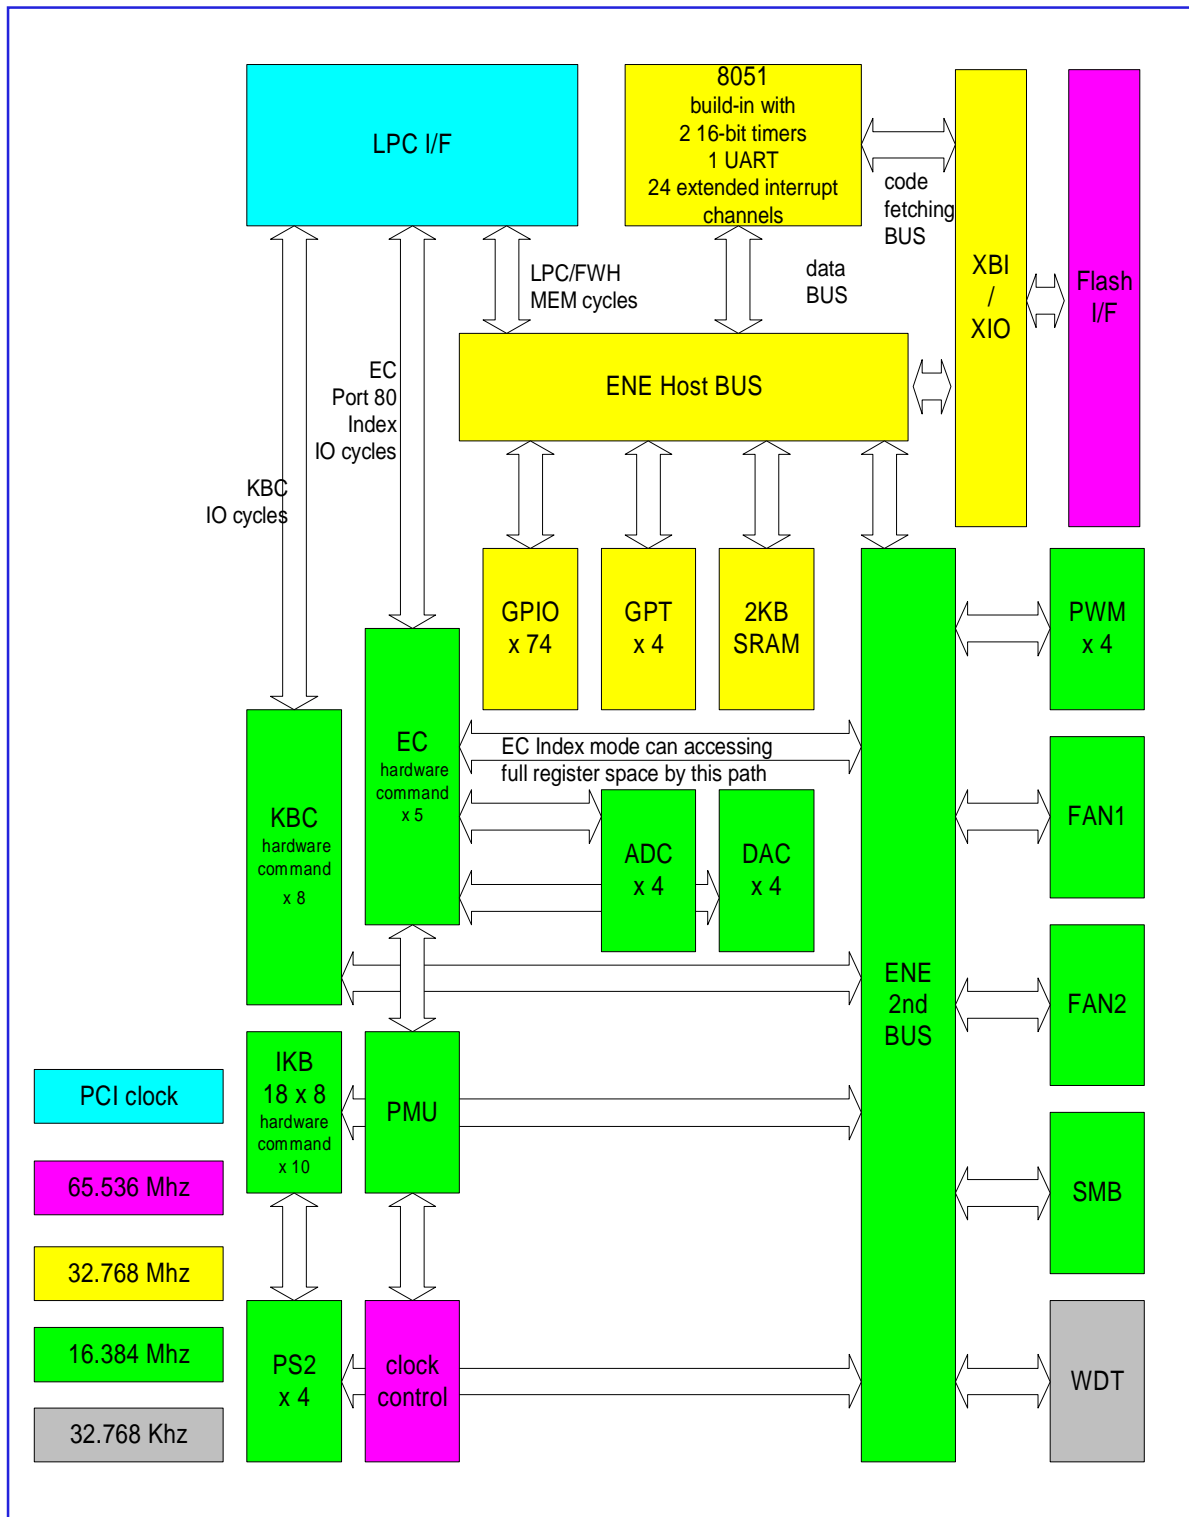 LPC I/F
8051
build-in with
2 16-bit timers
1 UART
24 extended interrupt
channels
code
fetching
BUS
XBI
/
XIO
Flash
I/F
LPC/FWH
MEM cycles
data
BUS
EC
Port 80
Index
IO cycles
ENE Host BUS
KBC
IO cycles
GPIO
x 74
GPT
x 4
2KB
SRAM
PWM
x 4
EC
hardware
command
x 5
EC Index mode can accessing
full register space by this path
KBC
hardware
command
x 8
ADC
x 4
DAC
x 4
FAN1
ENE
2nd
BUS
FAN2
IKB
18 x 8
hardware
command
x 10
PMU
PCI clock
65.536 Mhz
SMB
32.768 Mhz
16.384 Mhz
PS2
x 4
clock
control
WDT
32.768 Khz